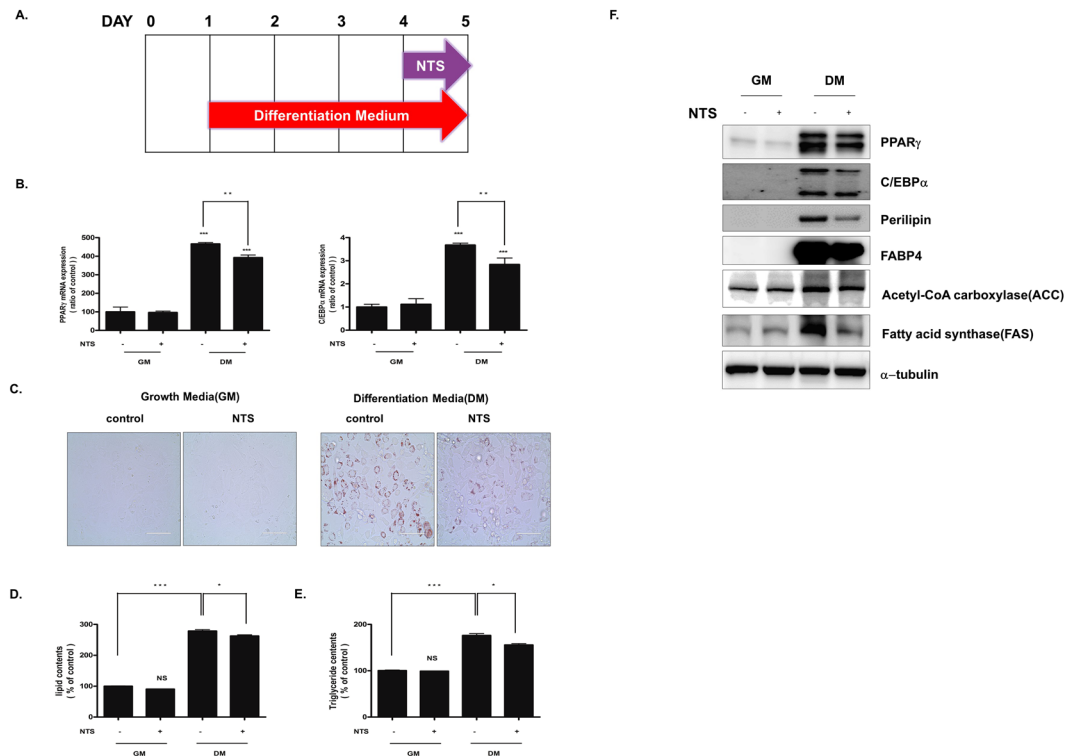 A.
DAY 0 1 2 3 4 5
NTS
Differentiation Medium
B.
PPARγ mRNA expression
( ratio of control) )
500
400
300
200
100
0
***
***
**
NTS - + - +
GM DM
C/EBPα mRNA expression
(ratio of control )
4
3
2
1
0
***
***
**
NTS - + - +
GM DM
C.
Growth Media(GM)
control NTS
Differentiation Media(DM)
control NTS
D.
lipid contents
( % of control )
300
200
100
0
NS
***
*
NTS - + - +
GM DM
E.
Triglyceride contents
( % of control )
200
100
0
NS
***
*
NTS - + - +
GM DM
F.
GM DM
NTS - + - +
PPARγ
C/EBPα
Perilipin
FABP4
Acetyl-CoA carboxylase(ACC)
Fatty acid synthase(FAS)
α−tubulin